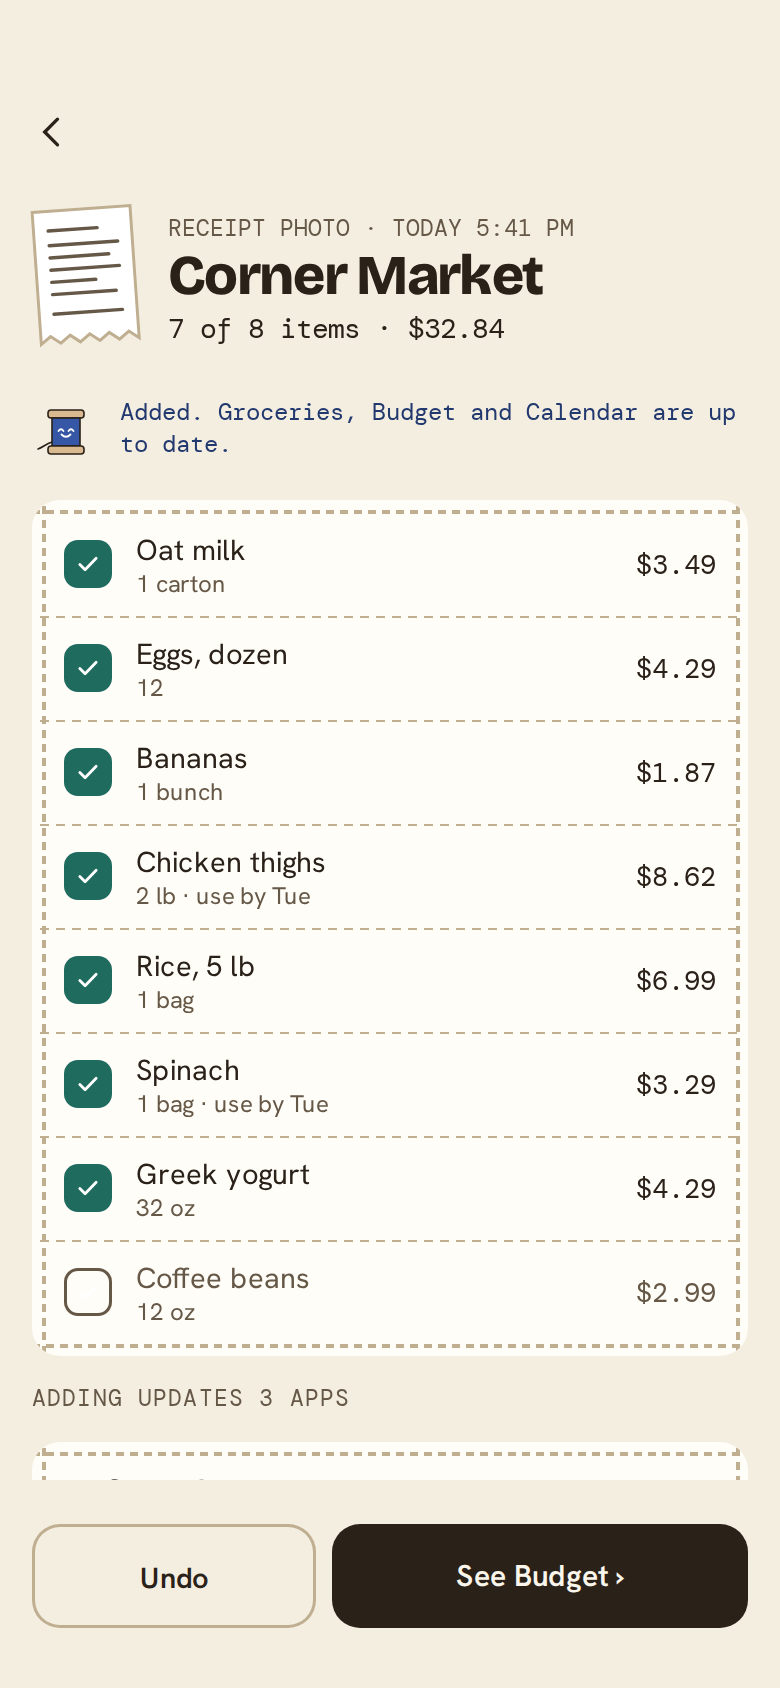 RECEIPT PHOTO · TODAY 5:41 PM
Corner Market
7 of 8 items · $32.84
Added. Groceries, Budget and Calendar are up
to date.
Oat milk
1 carton
$3.49
Eggs, dozen
12
$4.29
Bananas
1 bunch
$1.87
Chicken thighs
2 lb · use by Tue
$8.62
Rice, 5 lb
1 bag
$6.99
Spinach
1 bag · use by Tue
$3.29
Greek yogurt
32 oz
$4.29
Coffee beans
12 oz
$2.99
ADDING UPDATES 3 APPS
Undo
See Budget ›